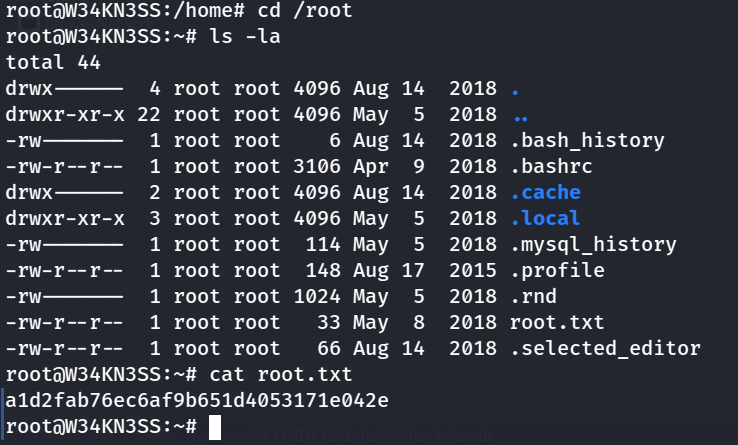 root@W34KN3SS:/home# cd /root
root@W34KN3SS:~# ls -la
total 44
drwx------  4 root root 4096 Aug 14  2018 .
drwxr-xr-x 22 root root 4096 May  5  2018 ..
-rw-------  1 root root    6 Aug 14  2018 .bash_history
-rw-r--r--  1 root root 3106 Apr  9  2018 .bashrc
drwx------  2 root root 4096 Aug 14  2018 .cache
drwxr-xr-x  3 root root 4096 May  5  2018 .local
-rw-------  1 root root  114 May  5  2018 .mysql_history
-rw-r--r--  1 root root  148 Aug 17  2015 .profile
-rw-------  1 root root 1024 May  5  2018 .rnd
-rw-r--r--  1 root root   33 May  8  2018 root.txt
-rw-r--r--  1 root root   66 Aug 14  2018 .selected_editor
root@W34KN3SS:~# cat root.txt
a1d2fab76ec6af9b651d4053171e042e
root@W34KN3SS:~#